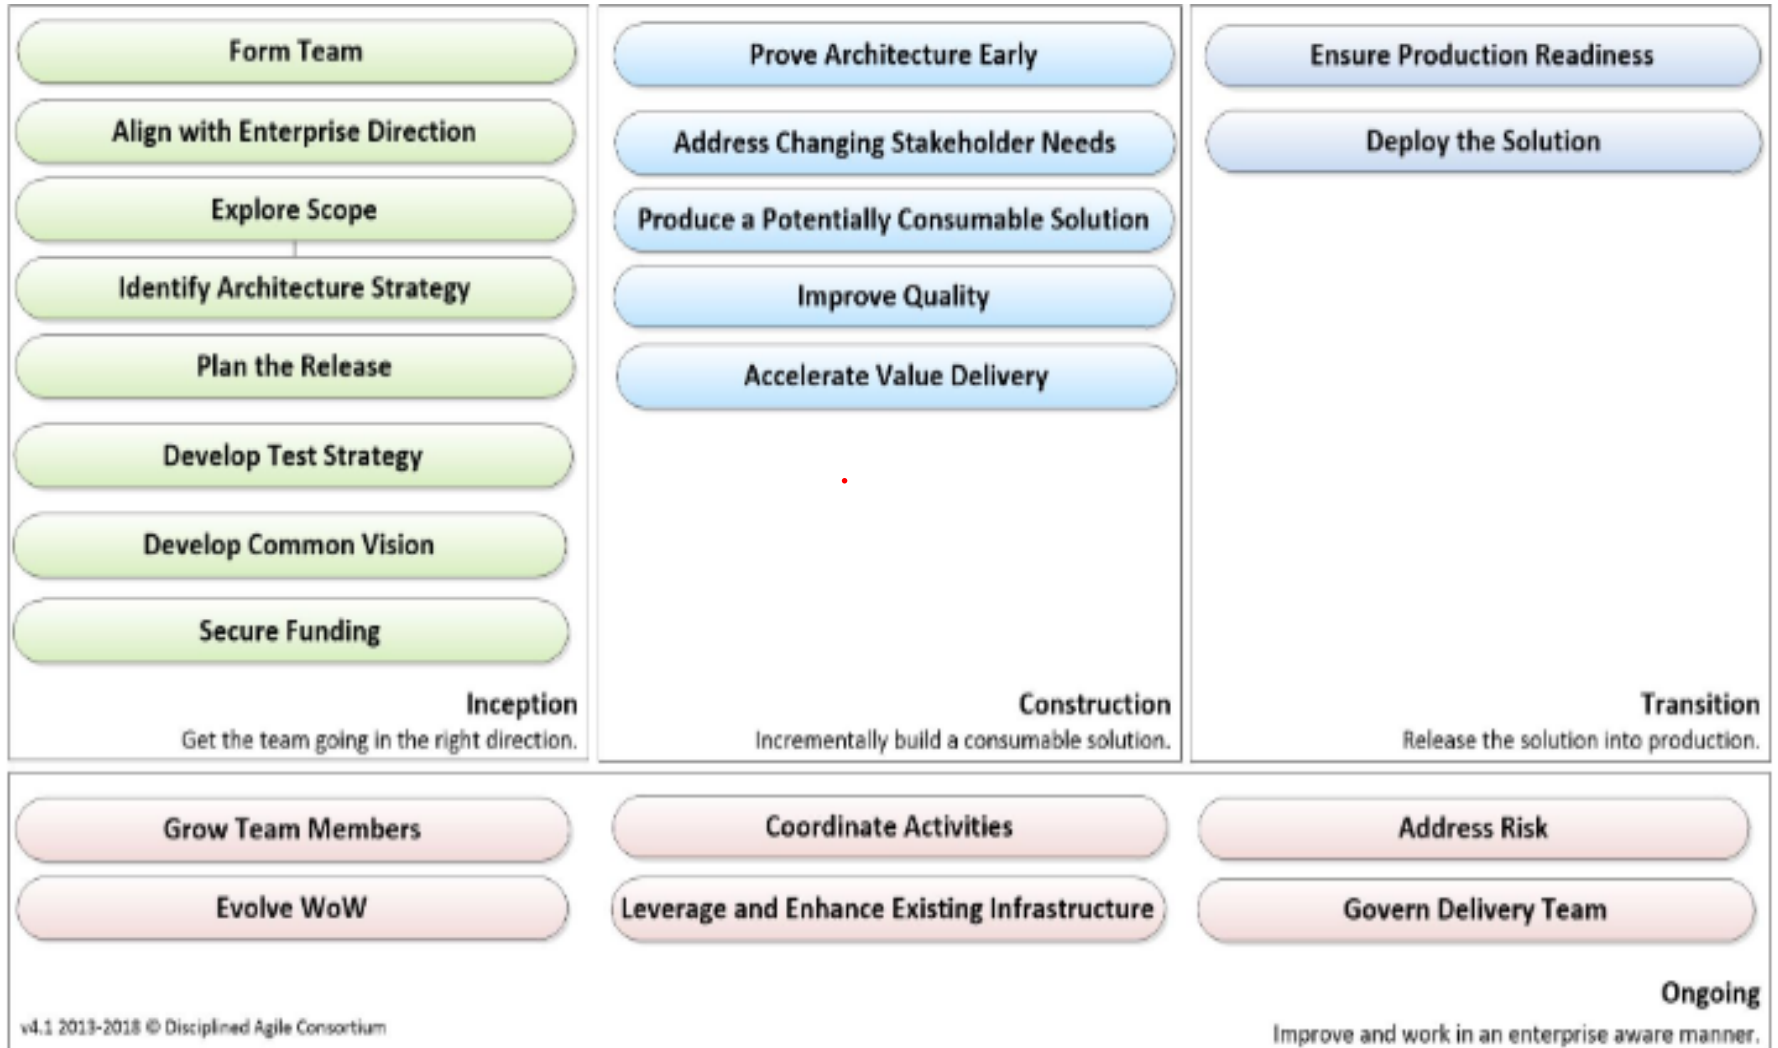 Form Team
Align with Enterprise Direction
Explore Scope
Identify Architecture Strategy
Plan the Release
Develop Test Strategy
Develop Common Vision
Secure Funding
Inception
Get the team going in the right direction.
Prove Architecture Early
Address Changing Stakeholder Needs
Produce a Potentially Consumable Solution
Improve Quality
Accelerate Value Delivery
Construction
Incrementally build a consumable solution.
Ensure Production Readiness
Deploy the Solution
Transition
Release the solution into production.
Grow Team Members
Evolve WoW
Coordinate Activities
Leverage and Enhance Existing Infrastructure
Address Risk
Govern Delivery Team
Ongoing
Improve and work in an enterprise aware manner.
v4.1 2013-2018 © Disciplined Agile Consortium